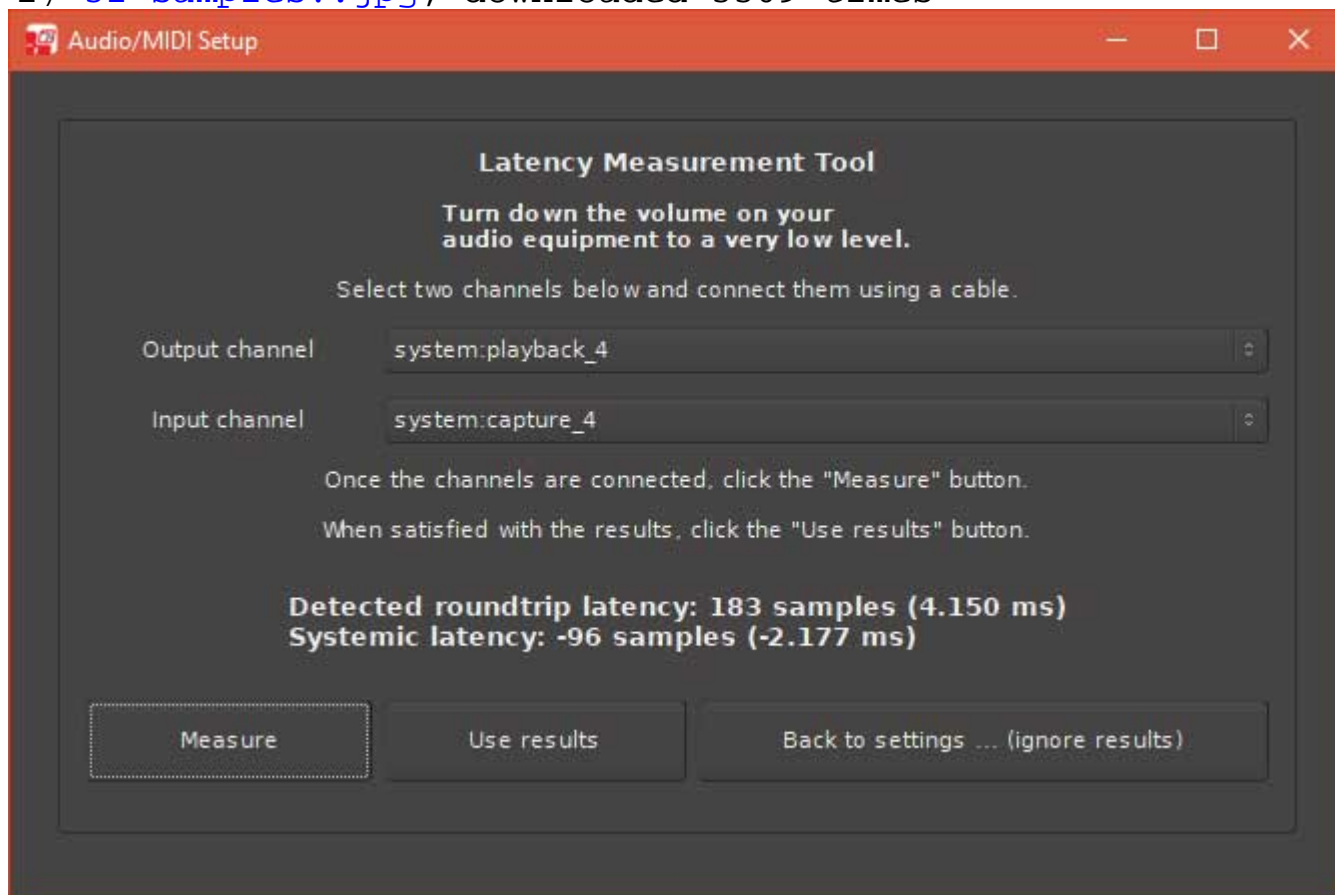 Audio/MIDI Setup
Latency Measurement Tool
Turn down the volume on your
audio equipment to a very low level.
Select two channels below and connect them using a cable.
Output channel system:playback_4
Input channel system:capture_4
Once the channels are connected, click the "Measure" button.
When satisfied with the results, click the "Use results" button.
Detected roundtrip latency: 183 samples (4.150 ms)
Systemic latency: -96 samples (-2.177 ms)
Measure Use results Back to settings ... (ignore results)